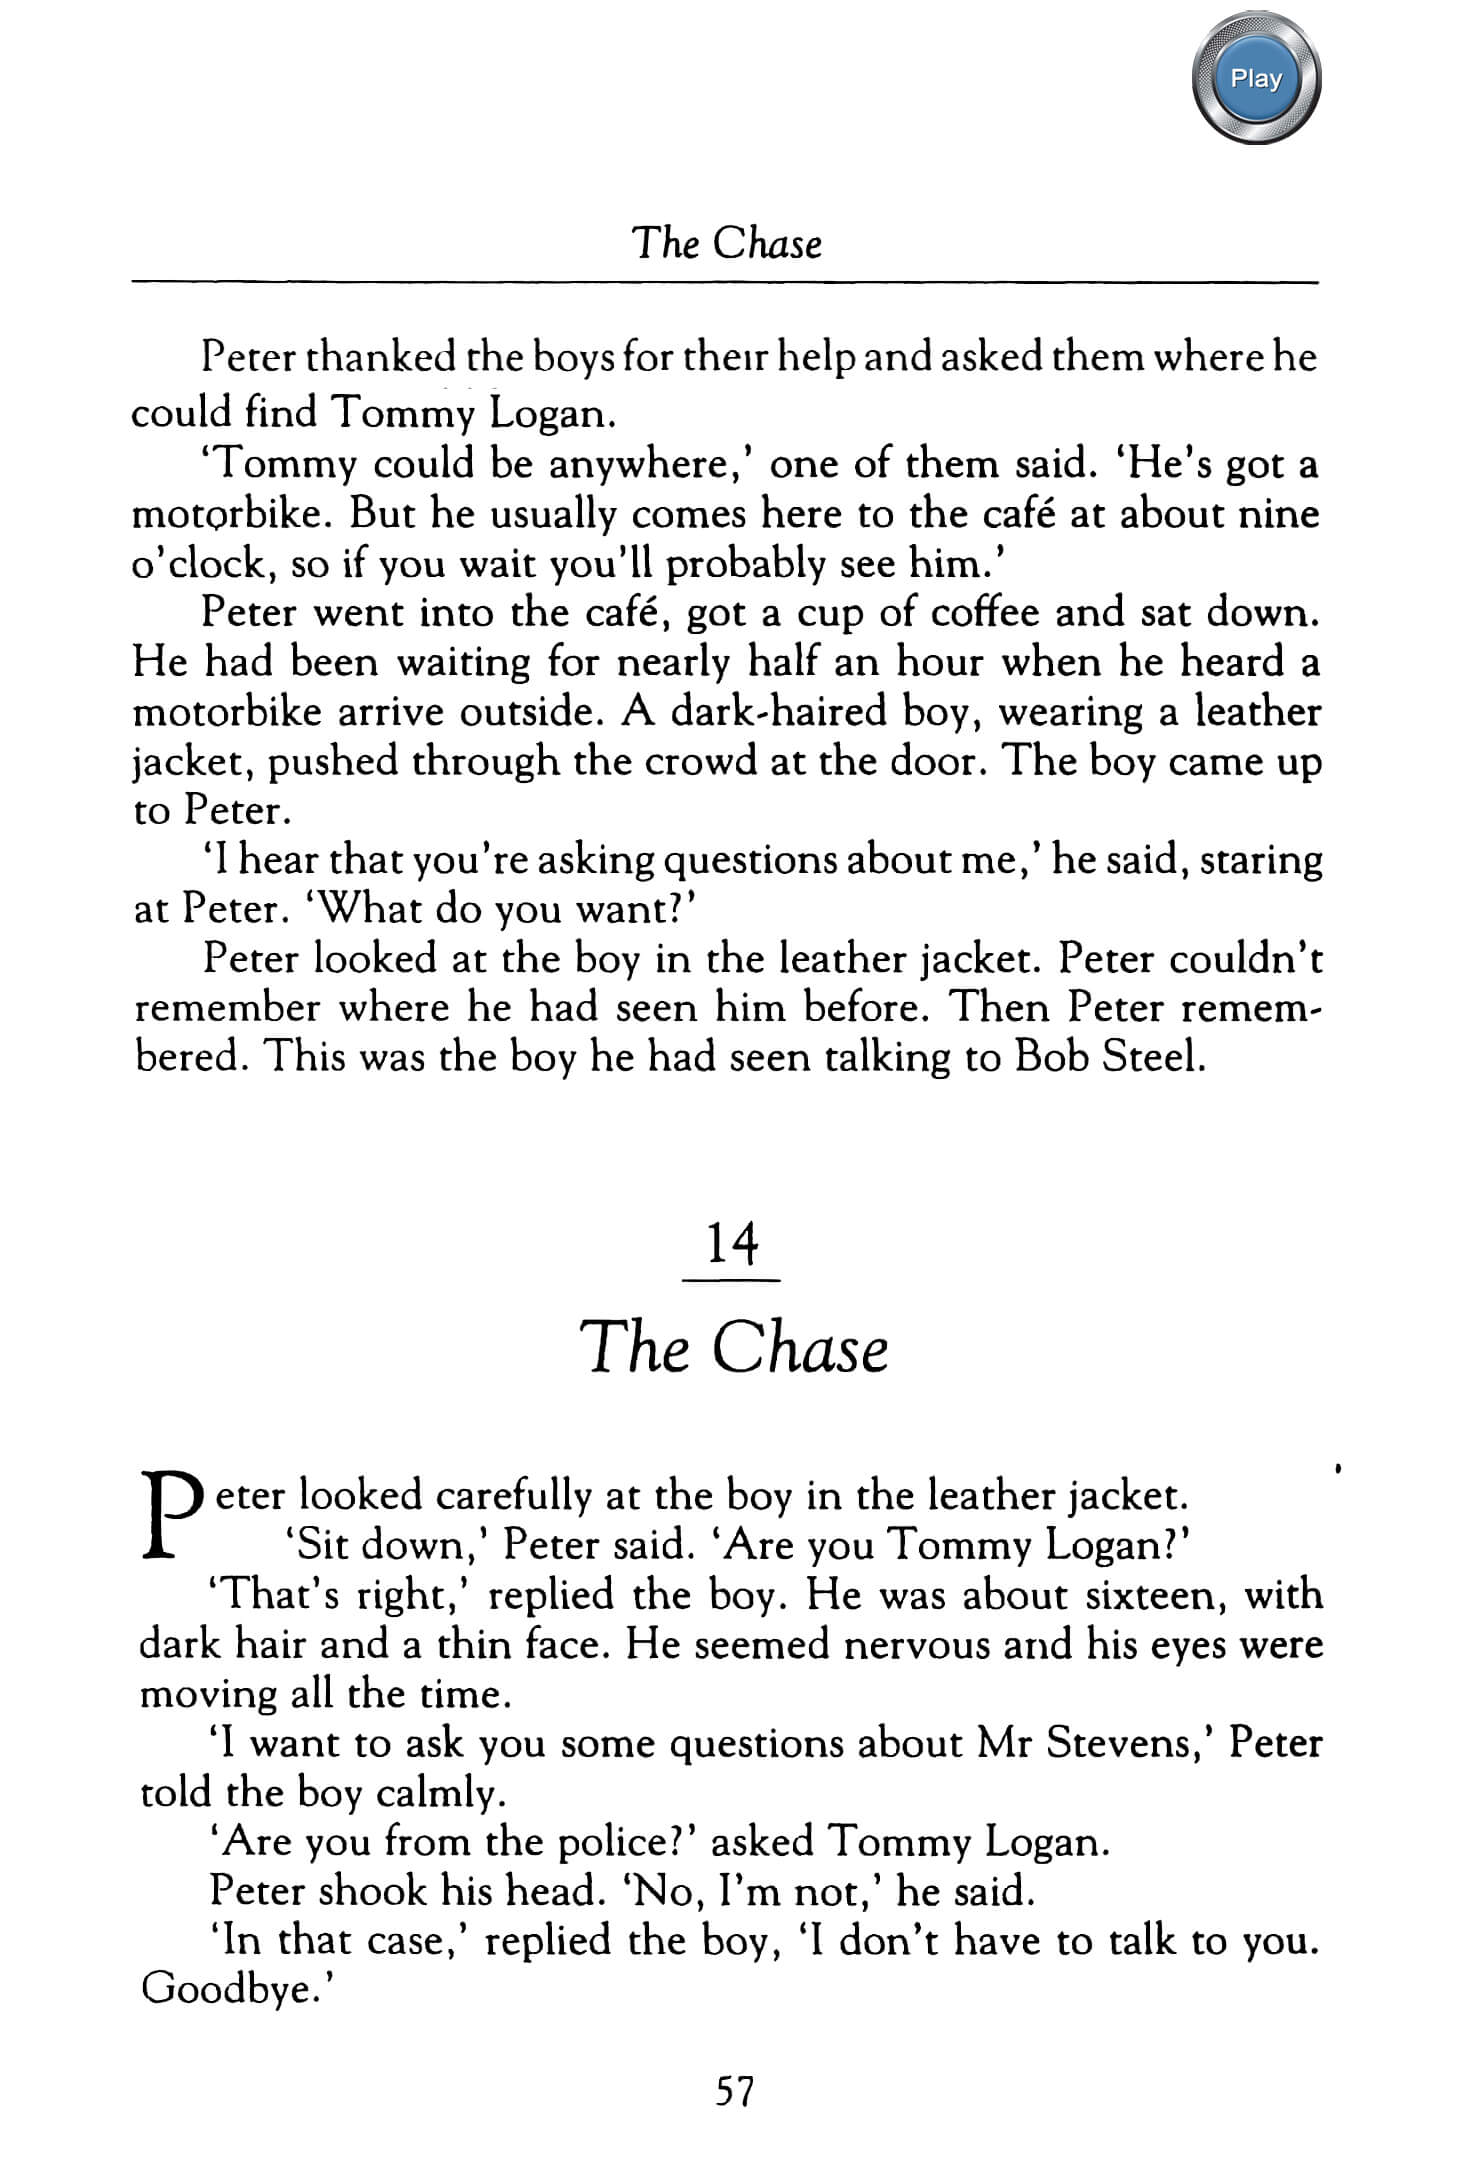 Play
The Chase
Peter thanked the boys for their help and asked them where he
could find Tommy Logan.
‘Tommy could be anywhere,’ one of them said. ‘He’s got a
motorbike. But he usually comes here to the café at about nine
o’clock, so if you wait you’ll probably see him.’
Peter went into the café, got a cup of coffee and sat down.
He had been waiting for nearly half an hour when he heard a
motorbike arrive outside. A dark-haired boy, wearing a leather
jacket, pushed through the crowd at the door. The boy came up
to Peter.
‘I hear that you’re asking questions about me,’ he said, staring
at Peter. ‘What do you want?’
Peter looked at the boy in the leather jacket. Peter couldn’t
remember where he had seen him before. Then Peter remem-
bered. This was the boy he had seen talking to Bob Steel.
14
The Chase
Peter looked carefully at the boy in the leather jacket.
‘Sit down,’ Peter said. ‘Are you Tommy Logan?’
‘That’s right,’ replied the boy. He was about sixteen, with
dark hair and a thin face. He seemed nervous and his eyes were
moving all the time.
‘I want to ask you some questions about Mr Stevens,’ Peter
told the boy calmly.
‘Are you from the police?’ asked Tommy Logan.
Peter shook his head. ‘No, I’m not,’ he said.
‘In that case,’ replied the boy, ‘I don’t have to talk to you.
Goodbye.’
57